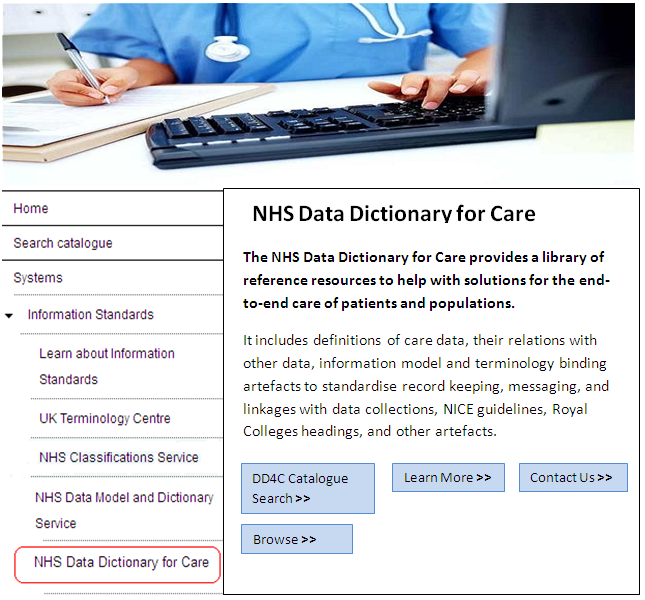 Home
Search catalogue
Systems
Information Standards
Learn about Information
Standards
UK Terminology Centre
NHS Classifications Service
NHS Data Model and Dictionary
Service
NHS Data Dictionary for Care
NHS Data Dictionary for Care
The NHS Data Dictionary for Care provides a library of
reference resources to help with solutions for the end-
to-end care of patients and populations.
It includes definitions of care data, their relations with
other data, information model and terminology binding
artefacts to standardise record keeping, messaging, and
linkages with data collections, NICE guidelines, Royal
Colleges headings, and other artefacts.
DD4C Catalogue
Search >>
Learn More >>
Contact Us >>
Browse >>